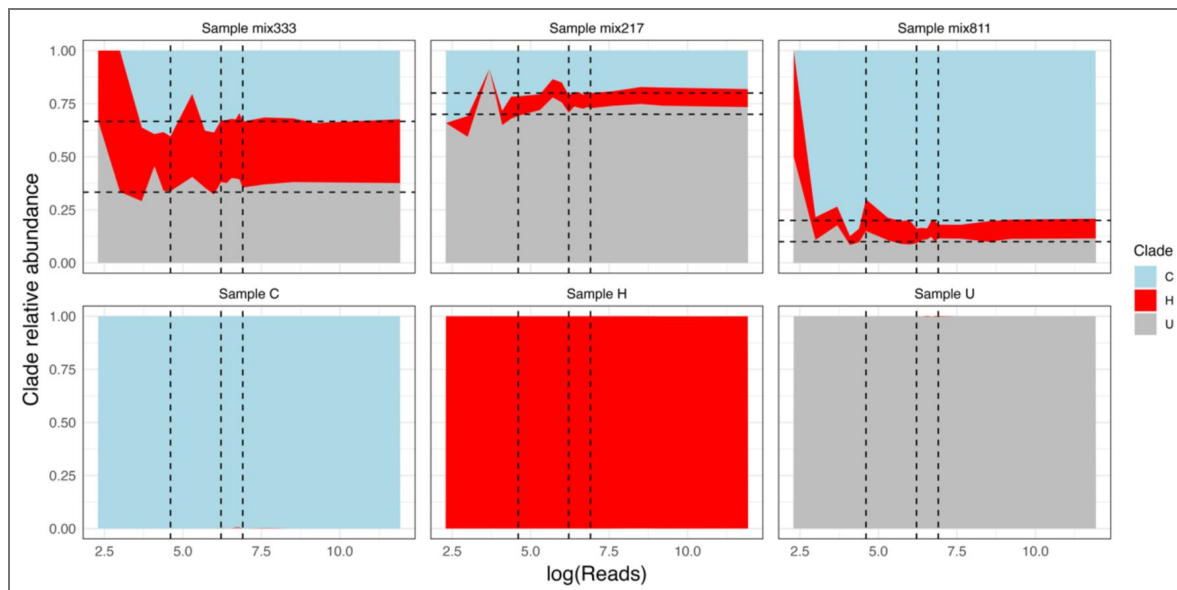 Sample mix333
Sample mix217
Sample mix811
1.00
0.75
0.50
0.25
0.00
Sample C
Sample H
Sample U
1.00
0.75
0.50
0.25
0.00
2.5 5.0 7.5 10.0
2.5 5.0 7.5 10.0
2.5 5.0 7.5 10.0
Clade relative abundance
log(Reads)
Clade
C
H
U